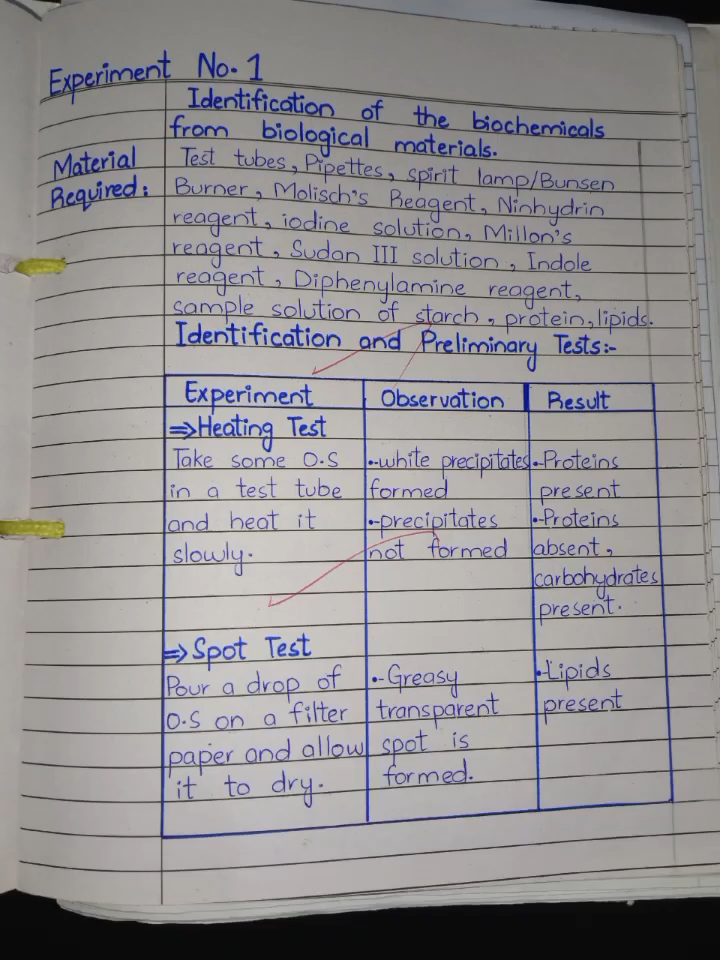 Experiment No. 1
Identification of the biochemicals
from biological materials.
Material Required:
Test tubes, Pipettes, spirit lamp/Bunsen
Burner, Molisch's Reagent, Ninhydrin
reagent, iodine solution, Millon's
reagent, Sudan III solution, Indole
reagent, Diphenylamine reagent,
sample solution of starch, protein, lipids.
Identification and Preliminary Tests:-
Experiment
Observation
Result
⇒Heating Test
Take some O.S
in a test tube
and heat it
slowly.
•-white precipitates
formed
•-precipitates
not formed
•-Proteins
present
•-Proteins
absent,
carbohydrates
present.
⇒Spot Test
Pour a drop of
O.S on a filter
paper and allow
it to dry.
•-Greasy
transparent
spot is
formed.
•-Lipids
present